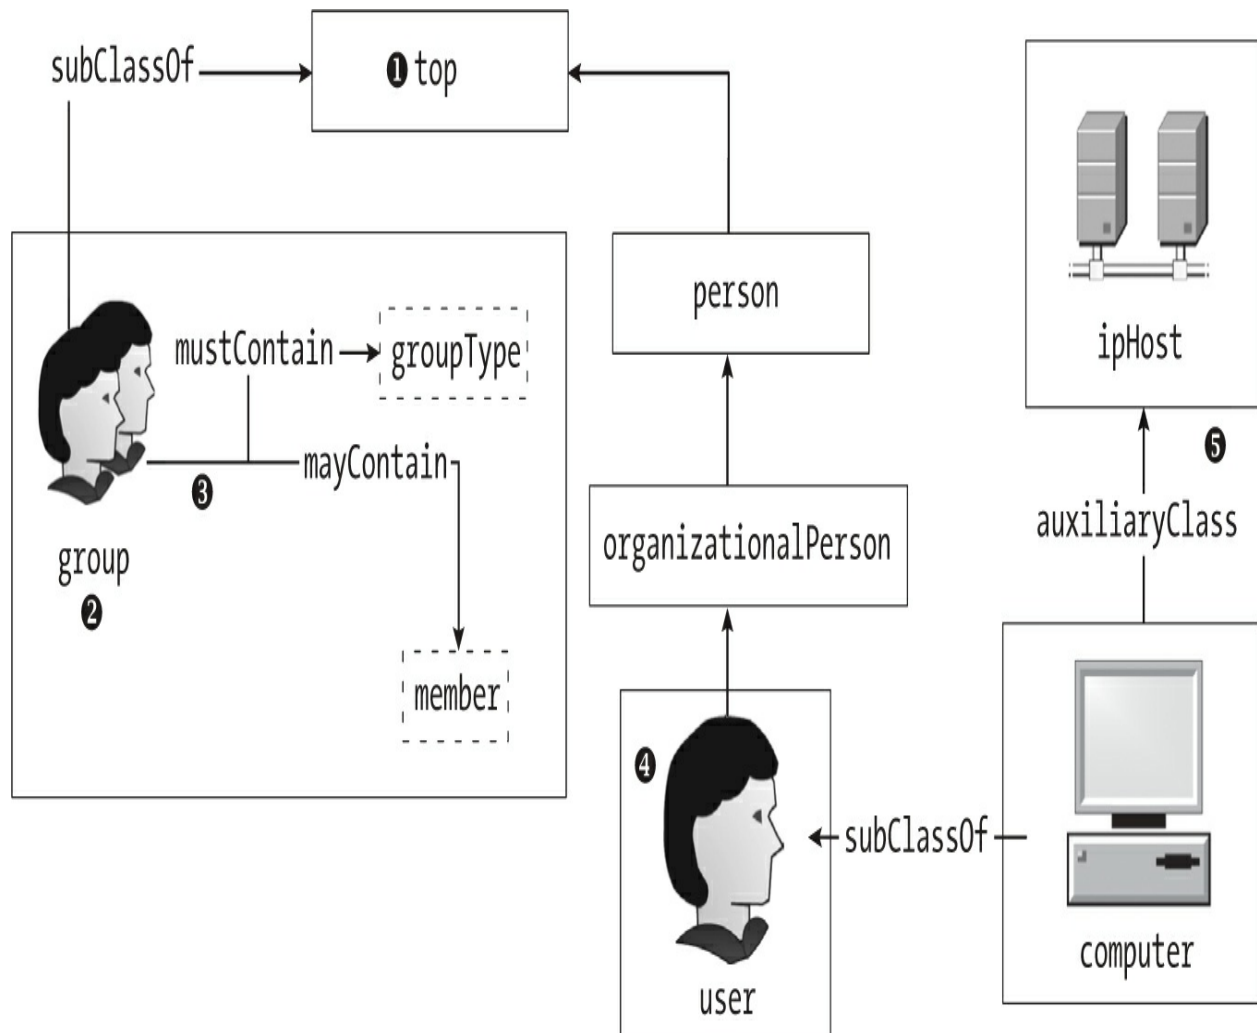 subClassOf
❶ top
person
ipHost
mustContain
groupType
mayContain
❸
❺
group
❷
organizationalPerson
auxiliaryClass
member
❹
subClassOf
user
computer